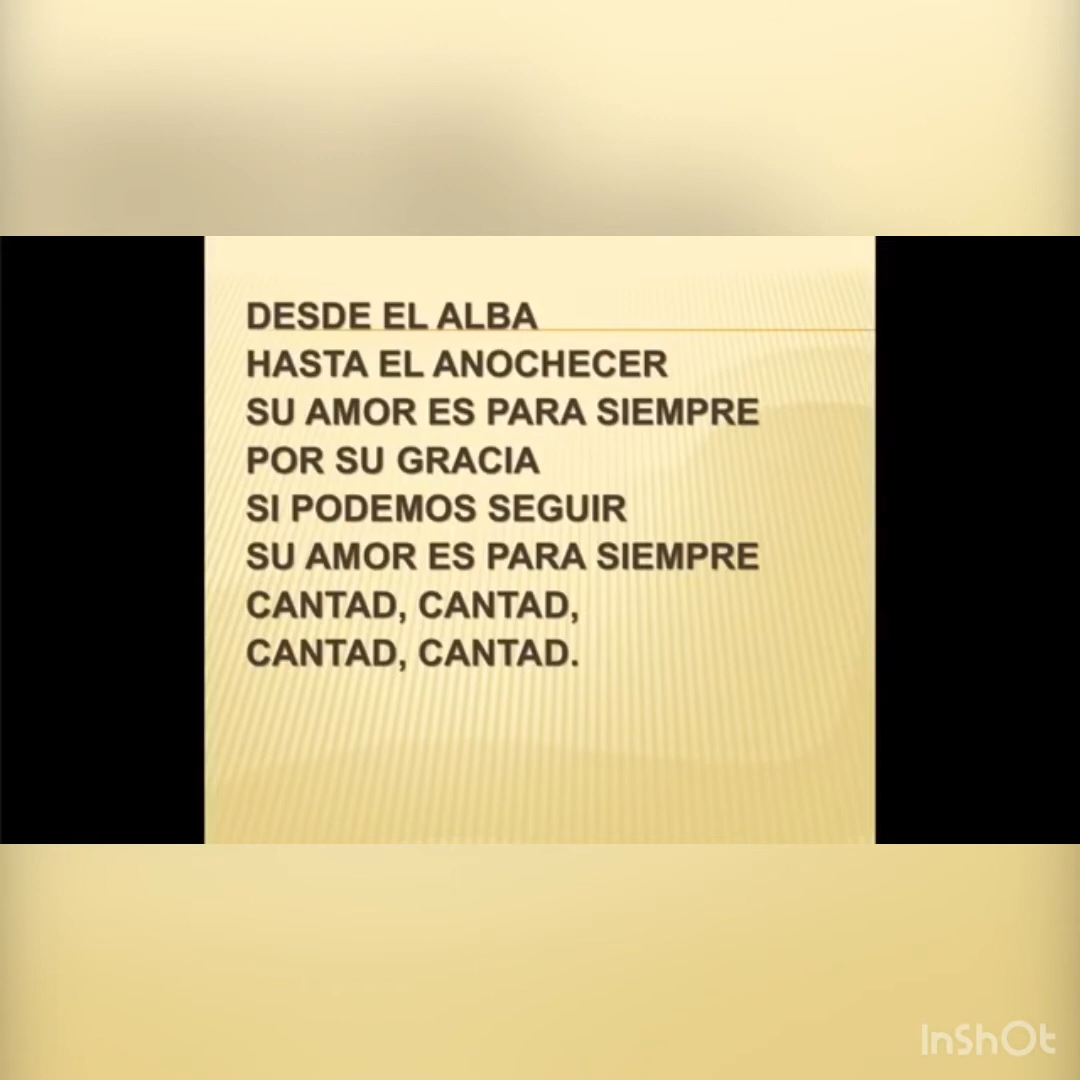 DESDE EL ALBA
HASTA EL ANOCHECER
SU AMOR ES PARA SIEMPRE
POR SU GRACIA
SI PODEMOS SEGUIR
SU AMOR ES PARA SIEMPRE
CANTAD, CANTAD,
CANTAD, CANTAD.
InShOt